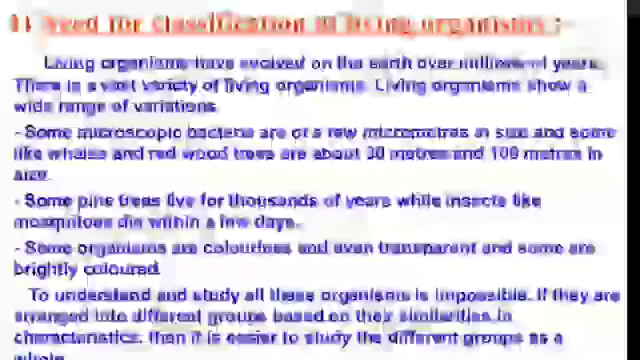 1) Need for classification of living organisms :-
Living organisms have evolved on the earth over millions of years.
There is a vast variety of living organisms. Living organisms show a
wide range of variations.
- Some microscopic bacteria are of a few micrometres in size and some
like whales and red wood trees are about 30 metres and 100 metres in
size.
- Some pine trees live for thousands of years while insects like
mosquitoes die within a few days.
- Some organisms are colourless and even transparent and some are
brightly coloured.
To understand and study all these organisms is impossible. If they are
arranged into different groups based on their similarities in
characteristics, then it is easier to study the different groups as a
whole.